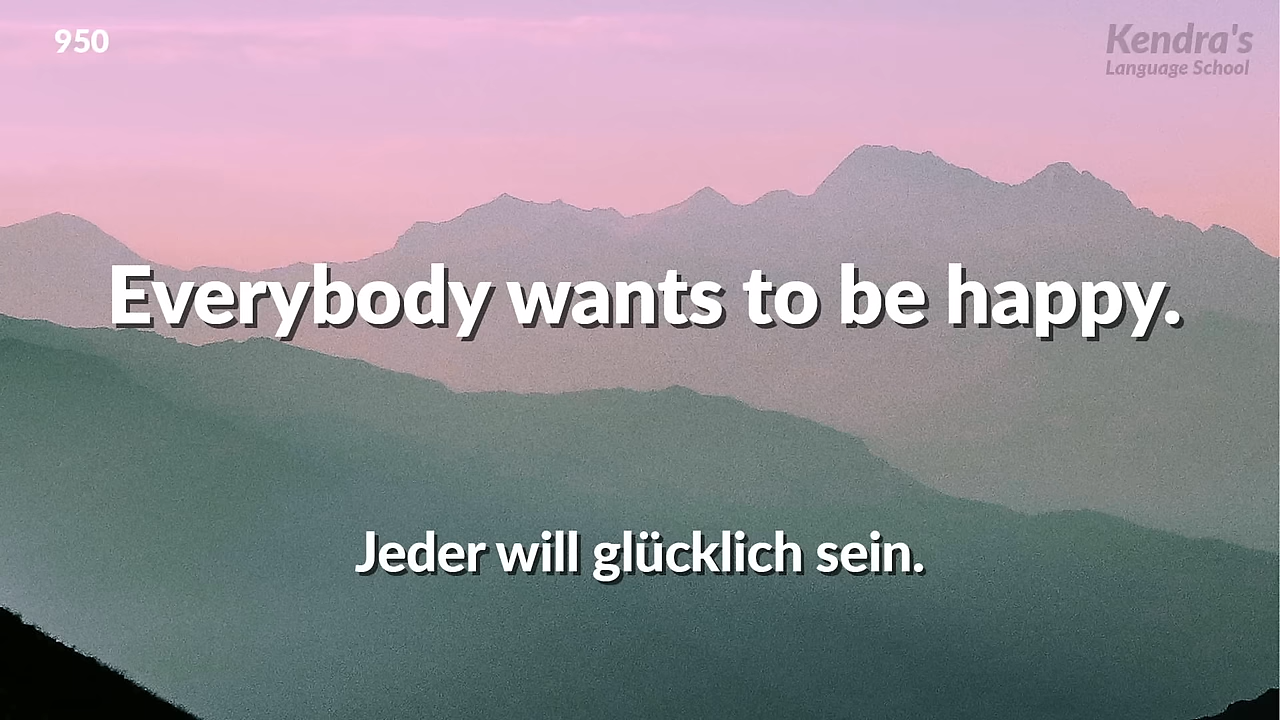 950
Kendra's
Language School
Everybody wants to be happy.
Jeder will glücklich sein.